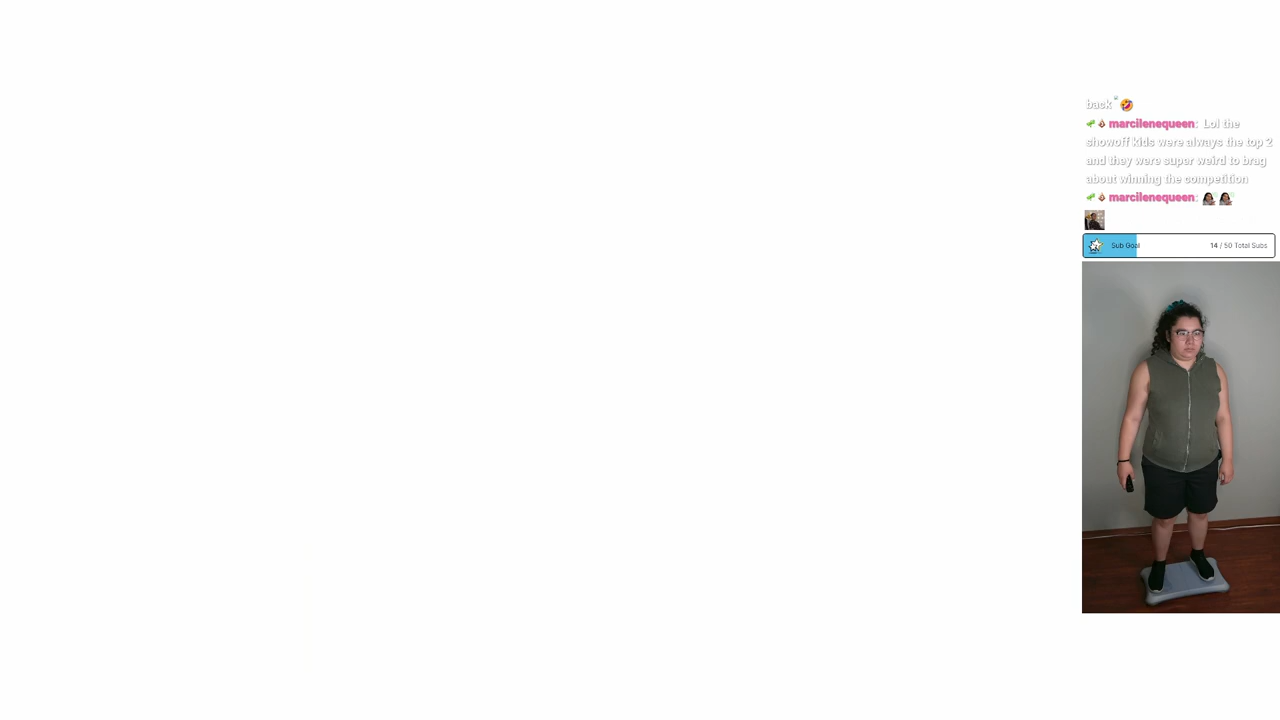 back 🤣
marcilenequeen: Lol the
showoff kids were always the top 2
and they were super weird to brag
about winning the competition
marcilenequeen:
Sub Goal 14 / 50 Total Subs